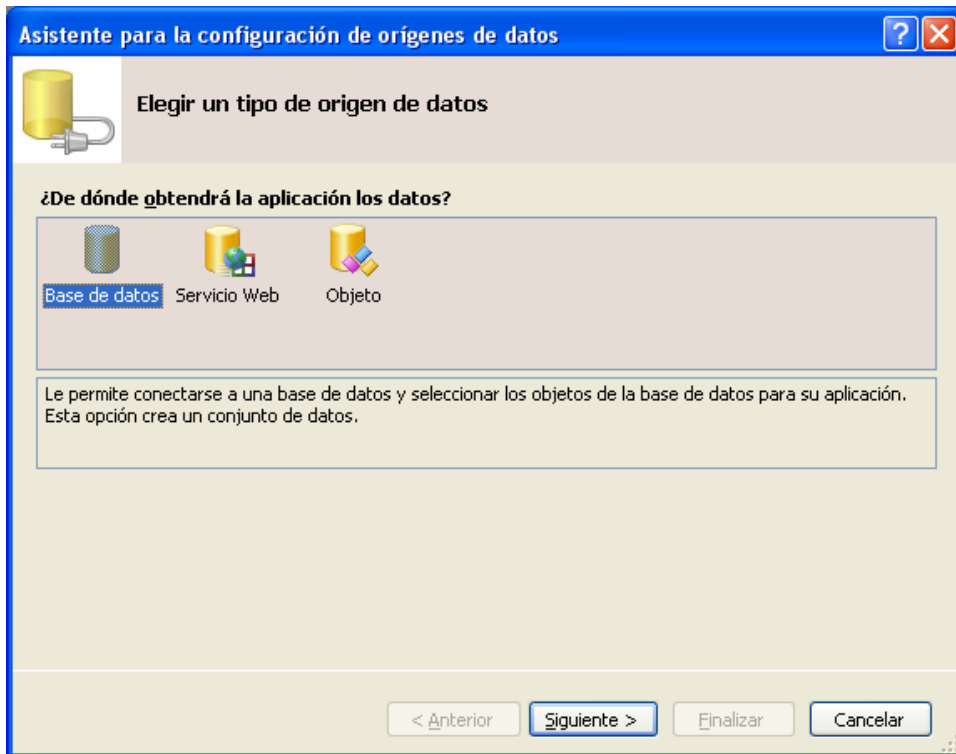 Asistente para la configuración de orígenes de datos
?
Elegir un tipo de origen de datos
¿De dónde obtendrá la aplicación los datos?
Base de datos
Servicio Web
Objeto
Le permite conectarse a una base de datos y seleccionar los objetos de la base de datos para su aplicación.
Esta opción crea un conjunto de datos.
< Anterior
Siguiente >
Finalizar
Cancelar